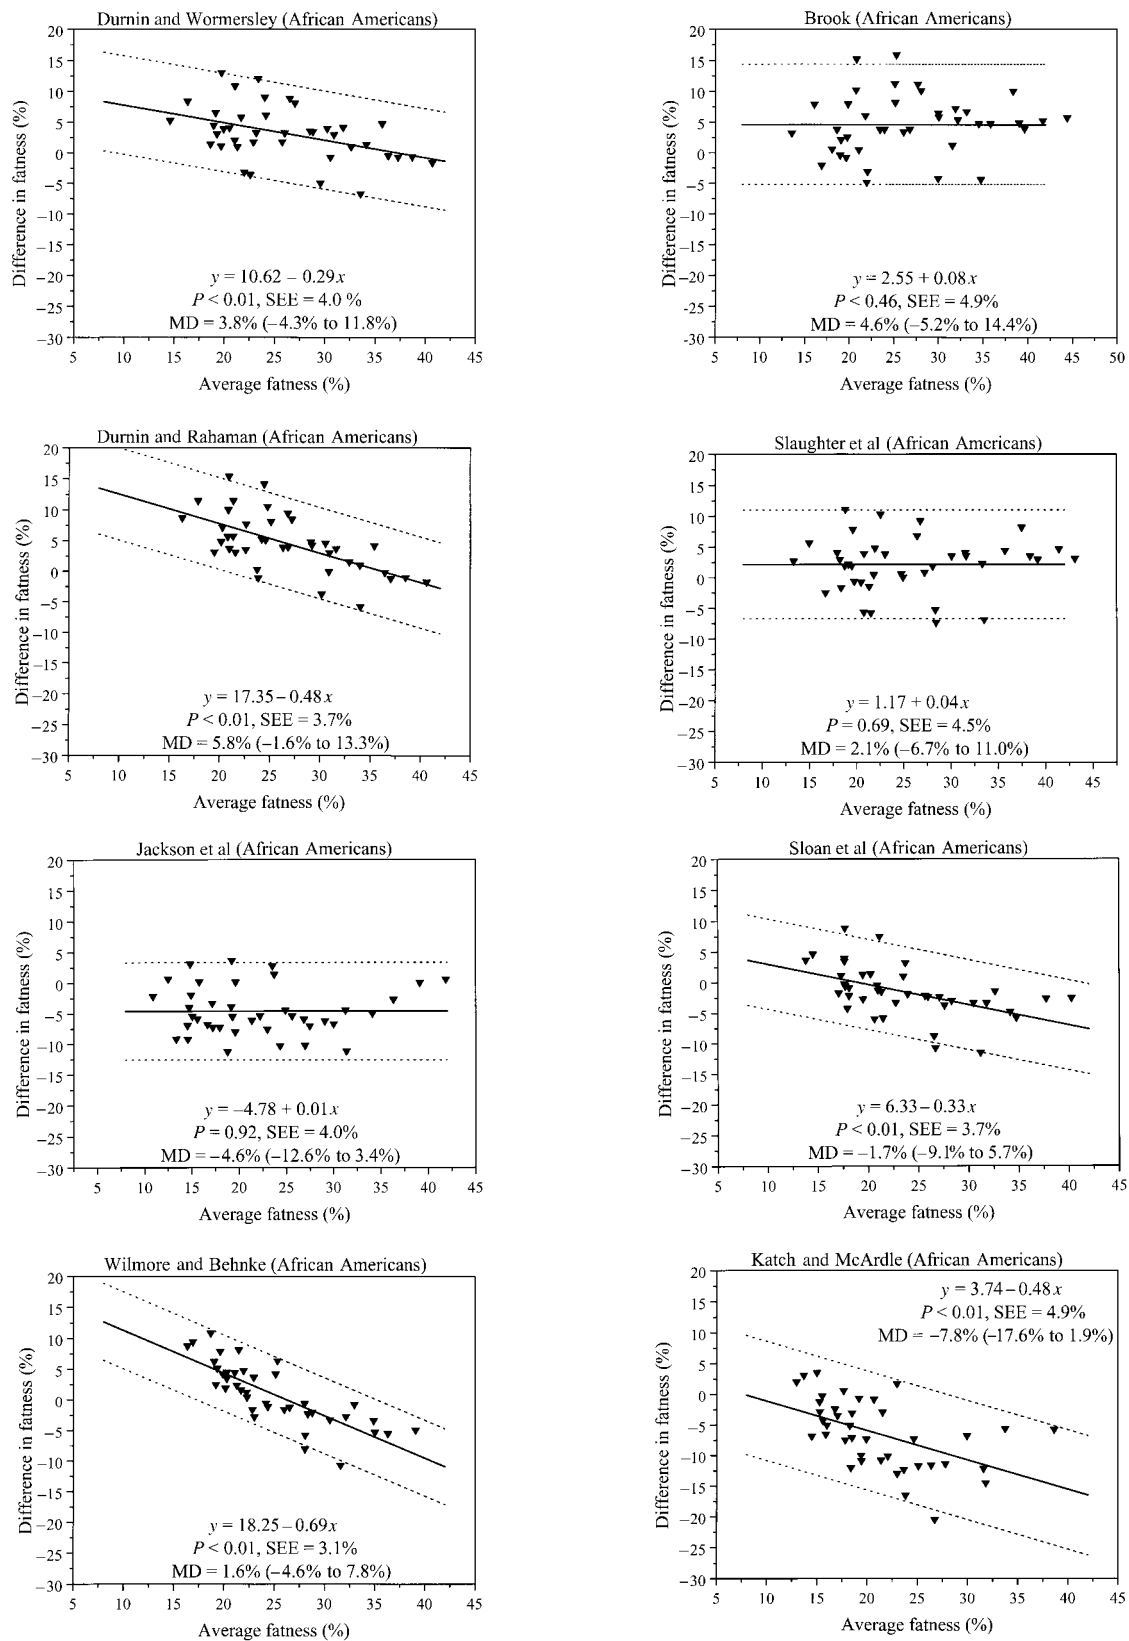 Durnin and Wormersley (African Americans)
20
15
10
5
0
−5
−10
−15
−20
−25
−30
Difference in fatness (%)
y = 10.62 − 0.29x
P < 0.01, SEE = 4.0 %
MD = 3.8% (−4.3% to 11.8%)
5 10 15 20 25 30 35 40 45
Average fatness (%)
Brook (African Americans)
20
15
10
5
0
−5
−10
−15
−20
−25
-30
Difference in fatness (%)
y = 2.55 + 0.08x
P < 0.46, SEE = 4.9%
MD = 4.6% (−5.2% to 14.4%)
5 10 15 20 25 30 35 40 45 50
Average fatness (%)
Durnin and Rahaman (African Americans)
20
15
10
5
0
−5
−10
−15
−20
−25
−30
Difference in fatness (%)
y = 17.35 − 0.48x
P < 0.01, SEE = 3.7%
MD = 5.8% (−1.6% to 13.3%)
5 10 15 20 25 30 35 40 45
Average fatness (%)
Slaughter et al (African Americans)
20
15
10
5
0
−5
−10
−15
−20
−25
−30
Difference in fatness (%)
y = 1.17 + 0.04x
P = 0.69, SEE = 4.5%
MD = 2.1% (−6.7% to 11.0%)
5 10 15 20 25 30 35 40 45
Average fatness (%)
Jackson et al (African Americans)
20
15
10
5
0
−5
−10
−15
−20
−25
−30
Difference in fatness (%)
y = −4.78 + 0.01x
P = 0.92, SEE = 4.0%
MD = −4.6% (−12.6% to 3.4%)
5 10 15 20 25 30 35 40 45
Average fatness (%)
Sloan et al (African Americans)
20
15
10
5
0
−5
−10
−15
−20
−25
−30
Difference in fatness (%)
y = 6.33 − 0.33x
P < 0.01, SEE = 3.7%
MD = −1.7% (−9.1% to 5.7%)
5 10 15 20 25 30 35 40 45
Average fatness (%)
Wilmore and Behnke (African Americans)
20
15
10
5
0
−5
−10
−15
−20
−25
−30
Difference in fatness (%)
y = 18.25 − 0.69x
P < 0.01, SEE = 3.1%
MD = 1.6% (−4.6% to 7.8%)
5 10 15 20 25 30 35 40 45
Average fatness (%)
Katch and McArdle (African Americans)
20
15
10
5
0
−5
−10
−15
−20
−25
−30
Difference in fatness (%)
y = 3.74 − 0.48x
P < 0.01, SEE = 4.9%
MD = −7.8% (−17.6% to 1.9%)
5 10 15 20 25 30 35 40 45
Average fatness (%)